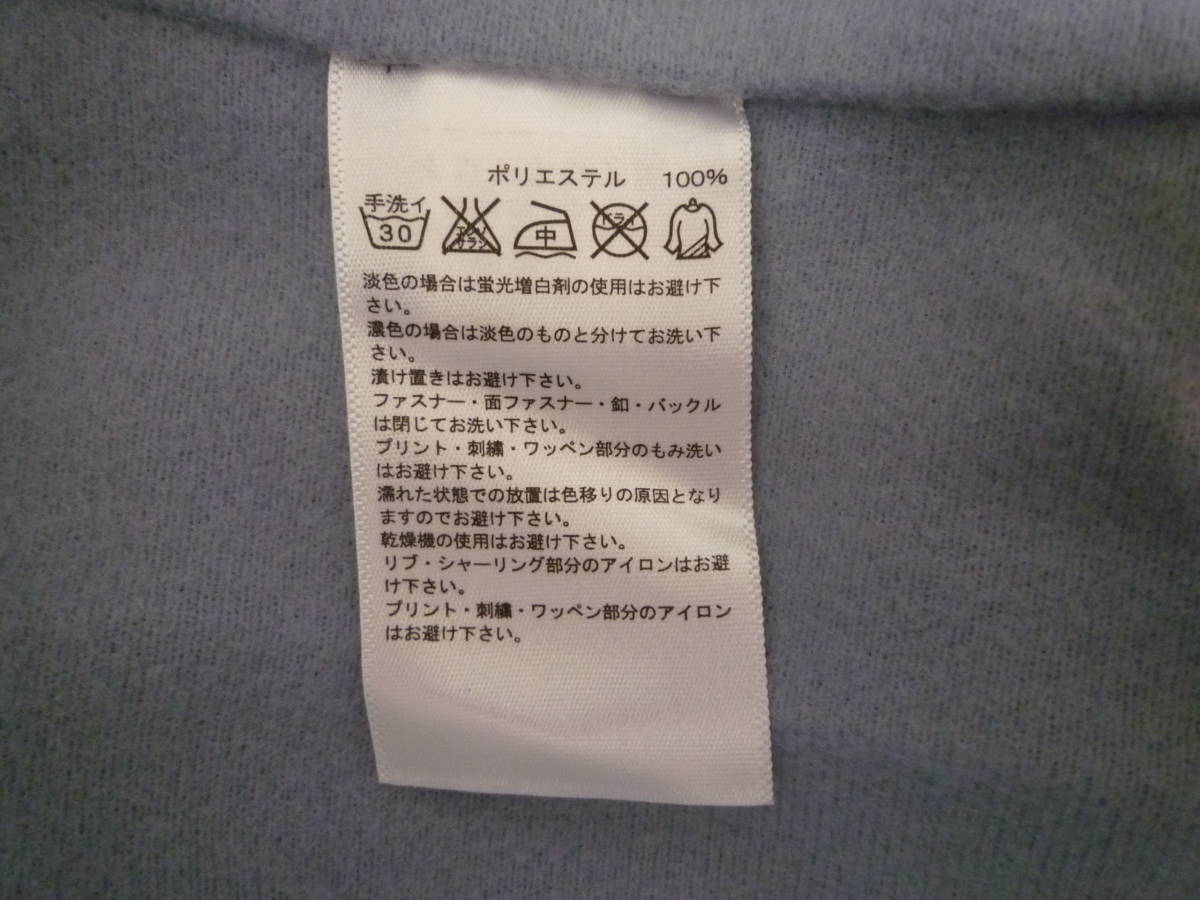 ポリエステル 100%
手洗イ
30 エンソ サラシ 中 ドライ
淡色の場合は蛍光増白剤の使用はお避け下
さい。
濃色の場合は淡色のものと分けてお洗い下
さい。
漬け置きはお避け下さい。
ファスナー・面ファスナー・釦・バックル
は閉じてお洗い下さい。
プリント・刺繍・ワッペン部分のもみ洗い
はお避け下さい。
濡れた状態での放置は色移りの原因となり
ますのでお避け下さい。
乾燥機の使用はお避け下さい。
リブ・シャーリング部分のアイロンはお避
け下さい。
プリント・刺繍・ワッペン部分のアイロン
はお避け下さい。